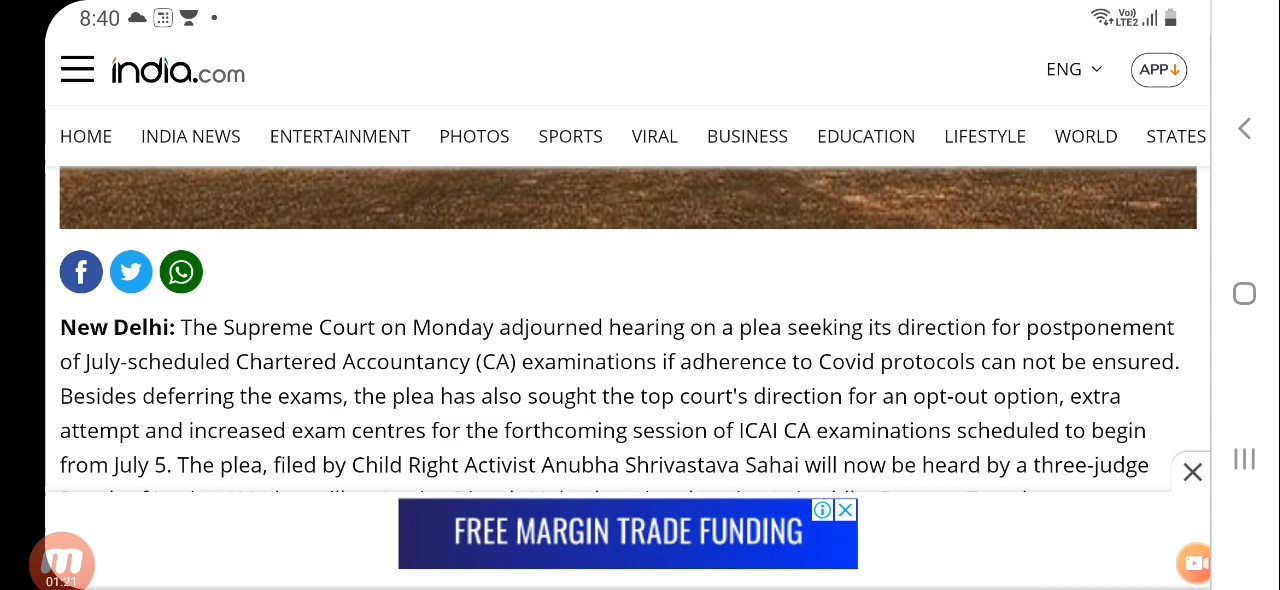 8:40
Vo))
LTE2
india.com
ENG
APP
HOME INDIA NEWS ENTERTAINMENT PHOTOS SPORTS VIRAL BUSINESS EDUCATION LIFESTYLE WORLD STATES
New Delhi: The Supreme Court on Monday adjourned hearing on a plea seeking its direction for postponement
of July-scheduled Chartered Accountancy (CA) examinations if adherence to Covid protocols can not be ensured.
Besides deferring the exams, the plea has also sought the top court's direction for an opt-out option, extra
attempt and increased exam centres for the forthcoming session of ICAI CA examinations scheduled to begin
from July 5. The plea, filed by Child Right Activist Anubha Shrivastava Sahai will now be heard by a three-judge
FREE MARGIN TRADE FUNDING
01:21